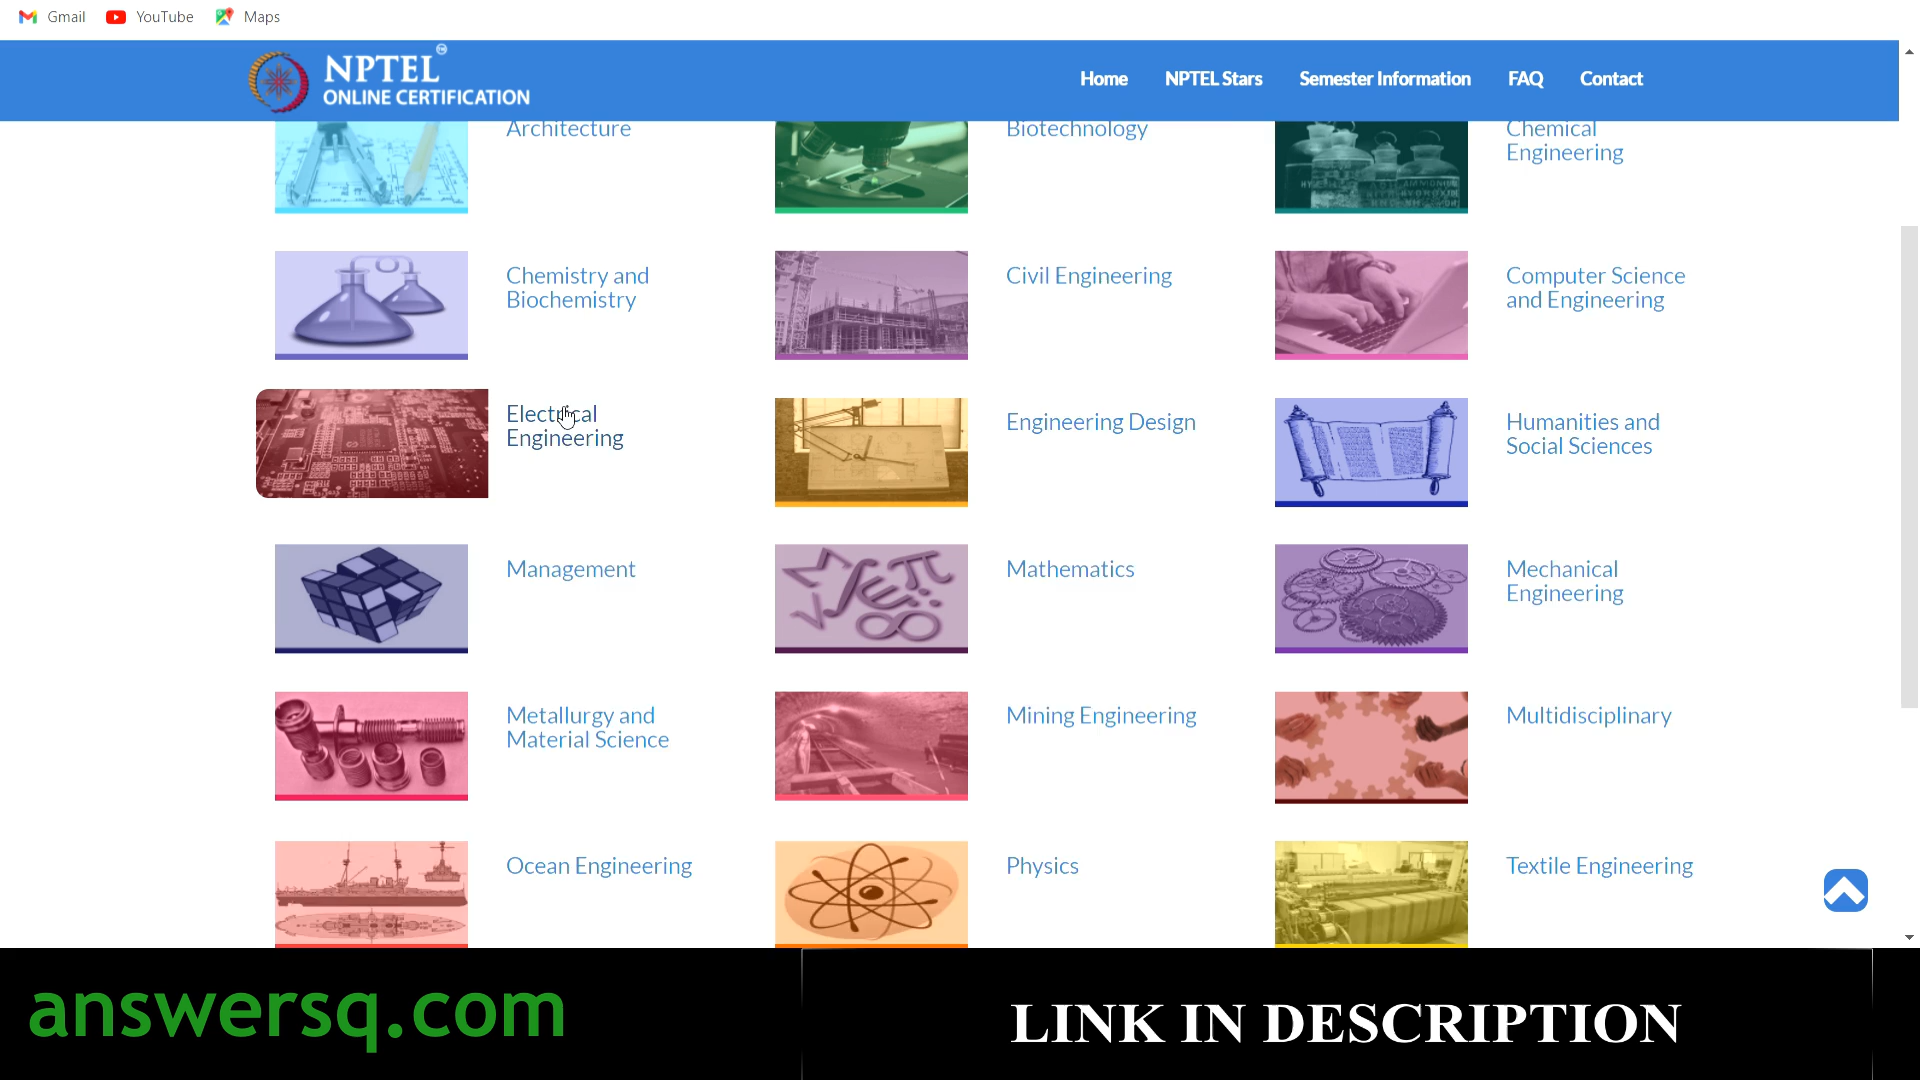 Gmail YouTube Maps
NPTEL
ONLINE CERTIFICATION
Home NPTEL Stars Semester Information FAQ Contact
Architecture
Biotechnology
Chemical
Engineering
Chemistry and
Biochemistry
Civil Engineering
Computer Science
and Engineering
Electrical
Engineering
Engineering Design
Humanities and
Social Sciences
Management
Mathematics
Mechanical
Engineering
Metallurgy and
Material Science
Mining Engineering
Multidisciplinary
Ocean Engineering
Physics
Textile Engineering
answersq.com
LINK IN DESCRIPTION